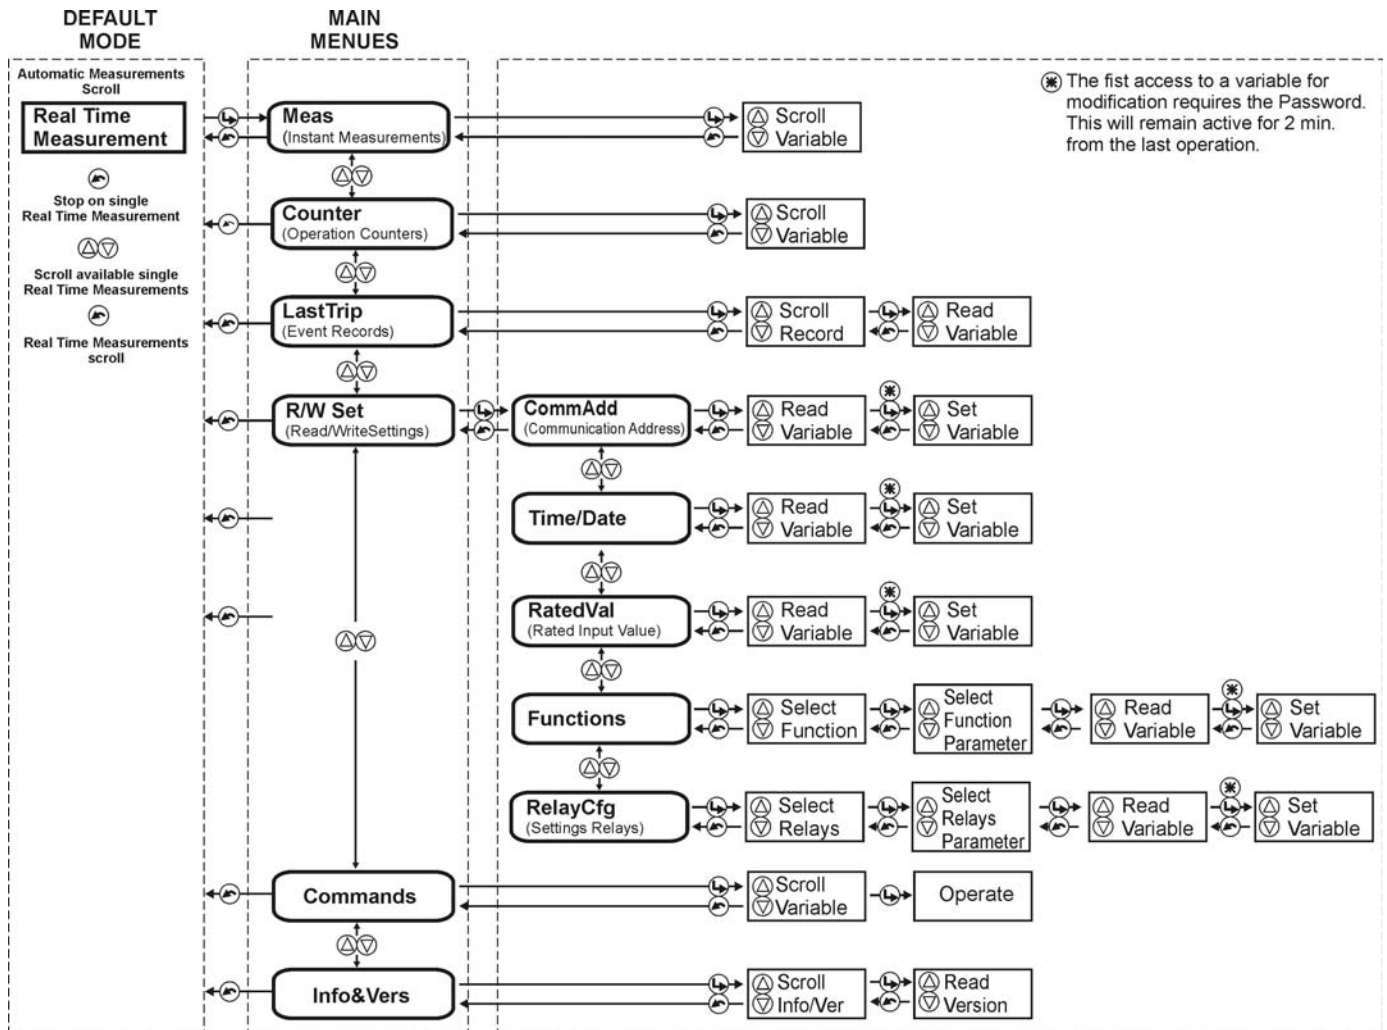 DEFAULT
MODE
MAIN
MENUES
Automatic Measurements
Scroll
Real Time
Measurement
Stop on single
Real Time Measurement
Scroll available single
Real Time Measurements
Real Time Measurements
scroll
The fist access to a variable for
modification requires the Password.
This will remain active for 2 min.
from the last operation.
Meas
(Instant Measurements)
Scroll
Variable
Counter
(Operation Counters)
Scroll
Variable
LastTrip
(Event Records)
Scroll
Record
Read
Variable
R/W Set
(Read/WriteSettings)
CommAdd
(Communication Address)
Read
Variable
Set
Variable
Time/Date
Read
Variable
Set
Variable
RatedVal
(Rated Input Value)
Read
Variable
Set
Variable
Functions
Select
Function
Select
Function
Parameter
Read
Variable
Set
Variable
RelayCfg
(Settings Relays)
Select
Relays
Select
Relays
Parameter
Read
Variable
Set
Variable
Commands
Scroll
Variable
Operate
Info&Vers
Scroll
Info/Ver
Read
Version